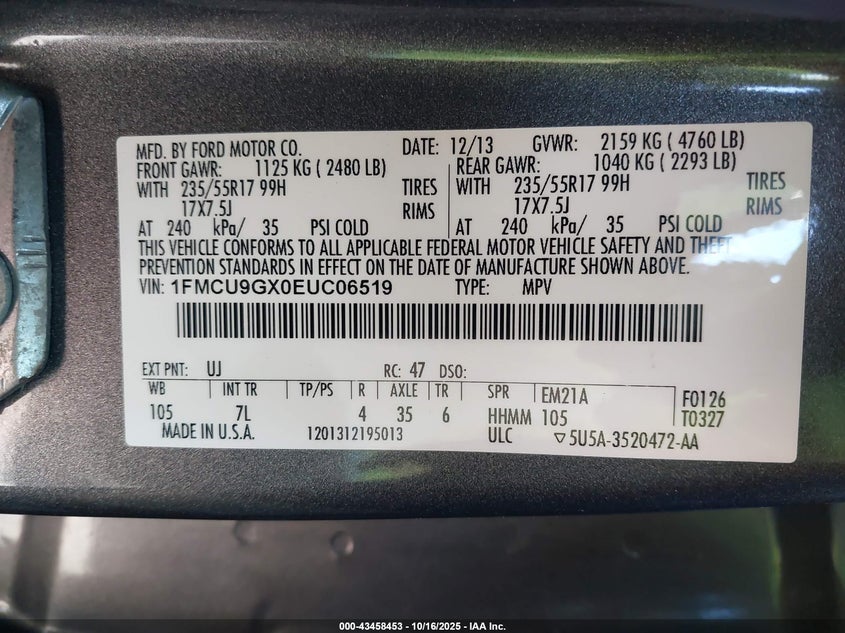 MFD. BY FORD MOTOR CO. DATE: 12/13 GVWR: 2159 KG ( 4760 LB)
FRONT GAWR: 1125 KG ( 2480 LB) REAR GAWR: 1040 KG ( 2293 LB)
WITH 235/55R17 99H TIRES WITH 235/55R17 99H TIRES
17X7.5J RIMS 17X7.5J RIMS
AT 240 kPa/ 35 PSI COLD AT 240 kPa/ 35 PSI COLD
THIS VEHICLE CONFORMS TO ALL APPLICABLE FEDERAL MOTOR VEHICLE SAFETY AND THEFT
PREVENTION STANDARDS IN EFFECT ON THE DATE OF MANUFACTURE SHOWN ABOVE.
VIN: 1FMCU9GX0EUC06519 TYPE: MPV
EXT PNT: UJ RC: 47 DSO:
WB INT TR TP/PS R AXLE TR SPR EM21A F0126
105 7L 4 35 6 HHMM 105 T0327
MADE IN U.S.A. 1201312195013 ULC ▽5U5A-3520472-AA
000-43458453 - 10/16/2025 - IAA Inc.